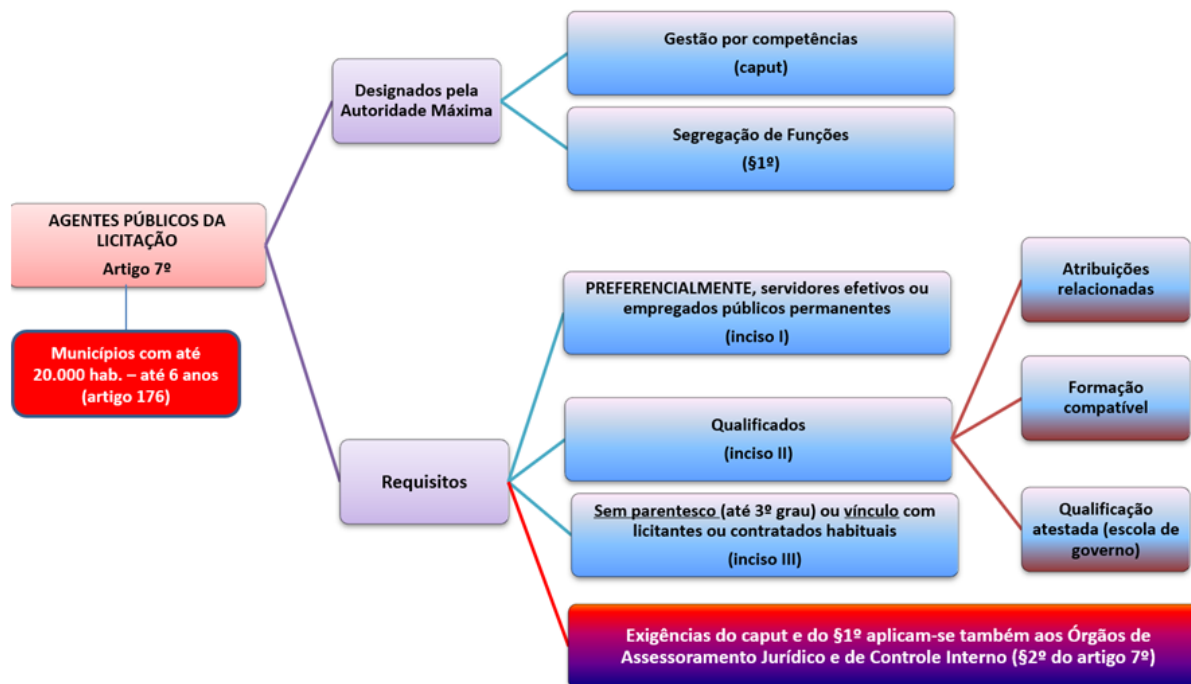 Gestão por competências
(caput)
Designados pela
Autoridade Máxima
Segregação de Funções
(§1º)
AGENTES PÚBLICOS DA
LICITAÇÃO
Artigo 7º
Municípios com até
20.000 hab. – até 6 anos
(artigo 176)
Requisitos
PREFERENCIALMENTE, servidores efetivos ou
empregados públicos permanentes
(inciso I)
Qualificados
(inciso II)
Sem parentesco (até 3º grau) ou vínculo com
licitantes ou contratados habituais
(inciso III)
Exigências do caput e do §1º aplicam-se também aos Órgãos de
Assessoramento Jurídico e de Controle Interno (§2º do artigo 7º)
Atribuições
relacionadas
Formação
compatível
Qualificação
atestada (escola de
governo)